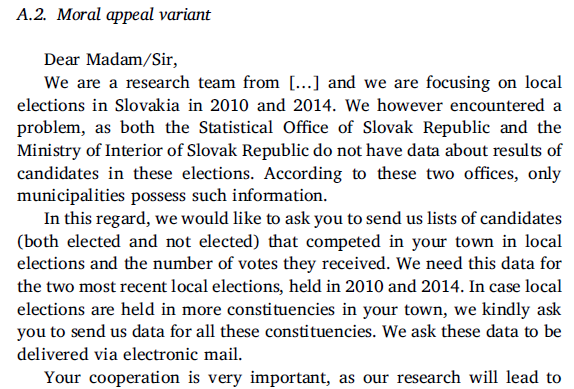 A.2. Moral appeal variant
Dear Madam/Sir,
We are a research team from […] and we are focusing on local
elections in Slovakia in 2010 and 2014. We however encountered a
problem, as both the Statistical Office of Slovak Republic and the
Ministry of Interior of Slovak Republic do not have data about results of
candidates in these elections. According to these two offices, only
municipalities possess such information.
In this regard, we would like to ask you to send us lists of candidates
(both elected and not elected) that competed in your town in local
elections and the number of votes they received. We need this data for
the two most recent local elections, held in 2010 and 2014. In case local
elections are held in more constituencies in your town, we kindly ask
you to send us data for all these constituencies. We ask these data to be
delivered via electronic mail.
Your cooperation is very important, as our research will lead to